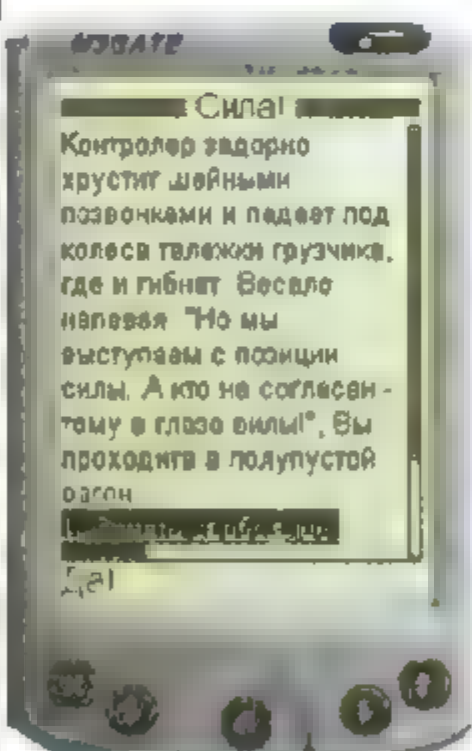 Сила!
Контролер задорно
хрустит шейными
позвонками и падает под
колеса тележки грузчика,
где и гибнет. Весело
напевая "Но мы
выступаем с позиции
силы. А кто не согласен -
тому в глаз вилы!", Вы
проходите в полупустой
вагон
Да!